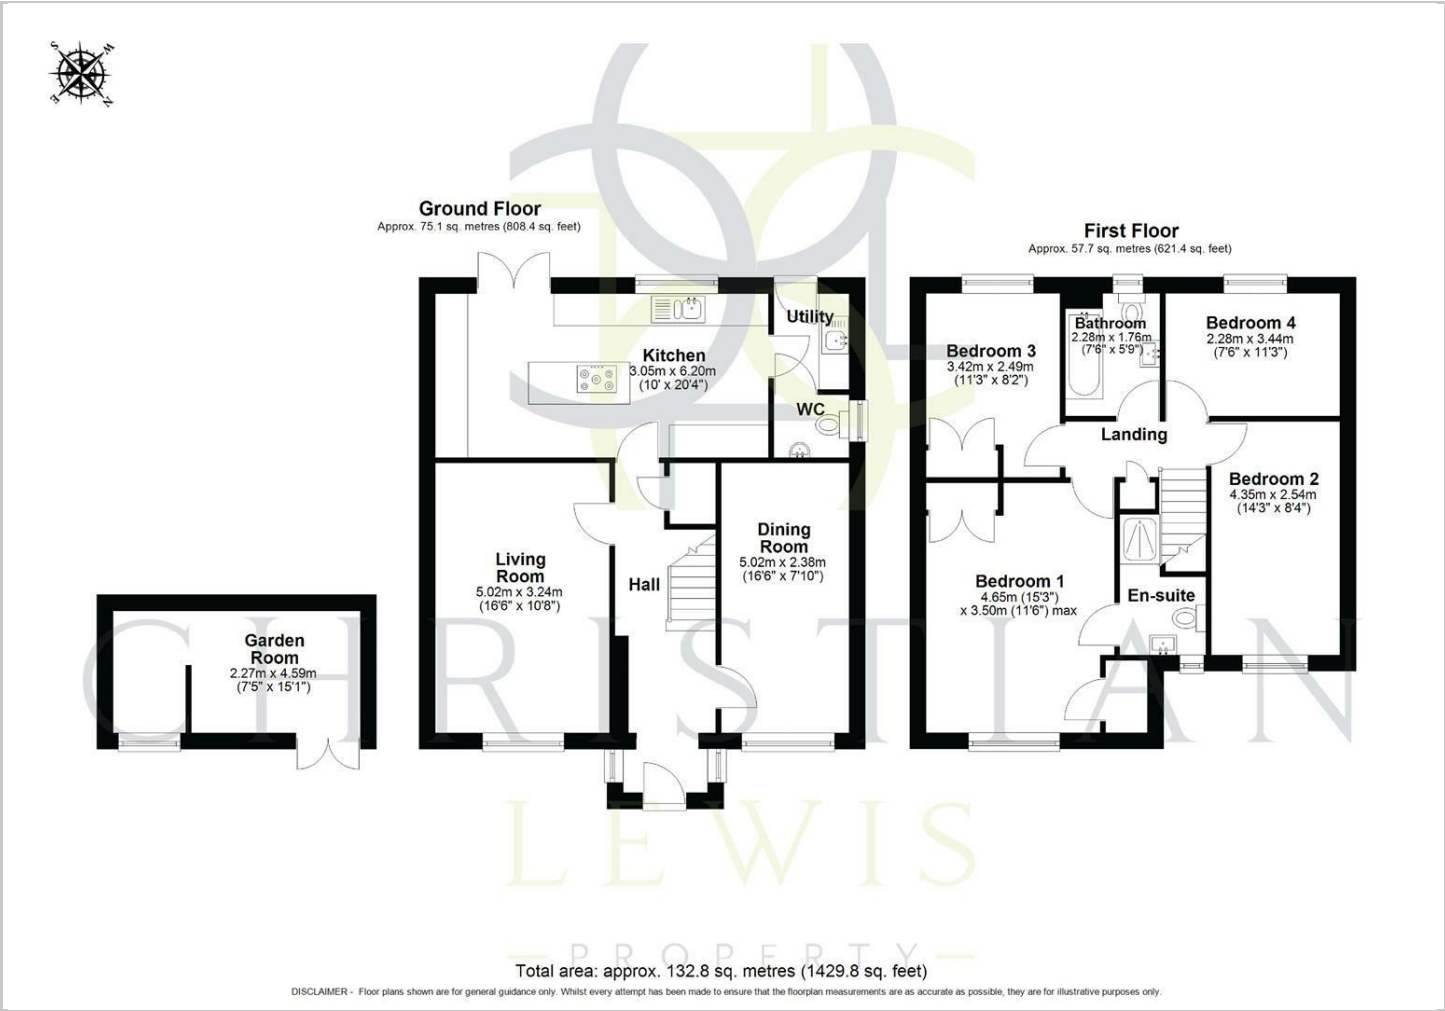 S
W
E
N
Ground Floor
Approx. 75.1 sq. metres (808.4 sq. feet)
Kitchen
3.05m x 6.20m
(10' x 20'4")
Utility
WC
Living
Room
5.02m x 3.24m
(16'6" x 10'8")
Hall
Dining
Room
5.02m x 2.38m
(16'6" x 7'10")
Garden
Room
2.27m x 4.59m
(7'5" x 15'1")
First Floor
Approx. 57.7 sq. metres (621.4 sq. feet)
Bedroom 3
3.42m x 2.49m
(11'3" x 8'2")
Bathroom
2.28m x 1.76m
(7'6" x 5'9")
Bedroom 4
2.28m x 3.44m
(7'6" x 11'3")
Landing
Bedroom 2
4.35m x 2.54m
(14'3" x 8'4")
Bedroom 1
4.65m (15'3")
x 3.50m (11'6") max
En-suite
CHRISTIAN
LEWIS
PROPERTY
Total area: approx. 132.8 sq. metres (1429.8 sq. feet)
DISCLAIMER - Floor plans shown are for general guidance only. Whilst every attempt has been made to ensure that the floorplan measurements are as accurate as possible, they are for illustrative purposes only.